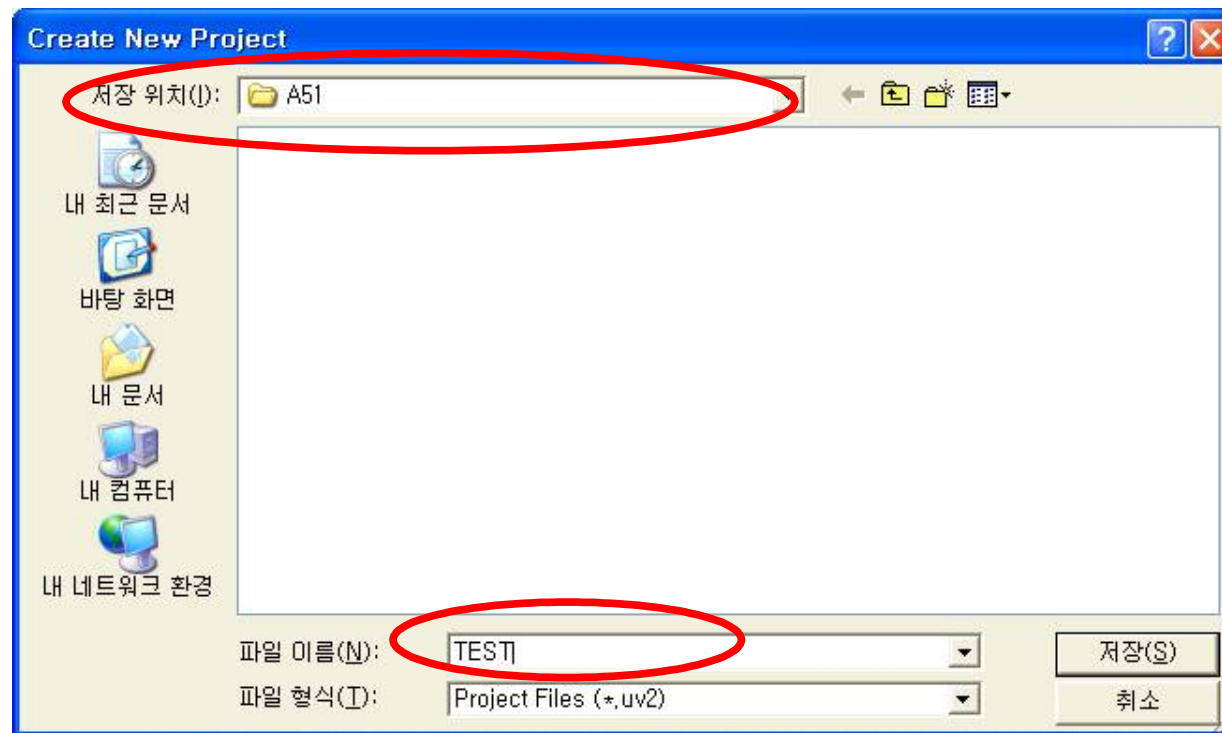 Create New Project
저장 위치(I): A51
내 최근 문서
바탕 화면
내 문서
내 컴퓨터
내 네트워크 환경
파일 이름(N): TEST 저장(S)
파일 형식(T): Project Files (*,uv2) 취소